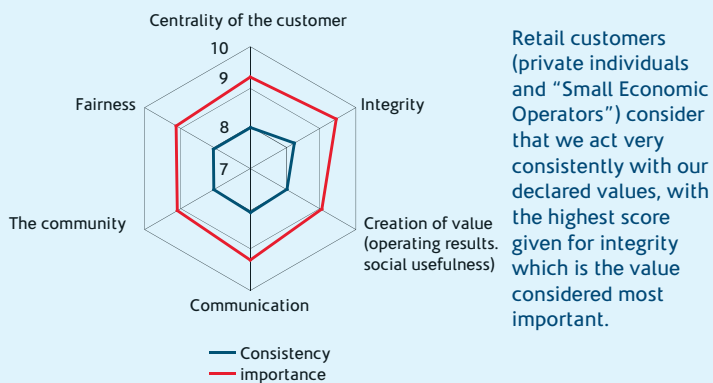 Centrality of the customer
10
9
8
7
Fairness
Integrity
The community
Creation of value
(operating results.
social usefulness)
Communication
Consistency
importance
Retail customers
(private individuals
and “Small Economic
Operators”) consider
that we act very
consistently with our
declared values, with
the highest score
given for integrity
which is the value
considered most
important.